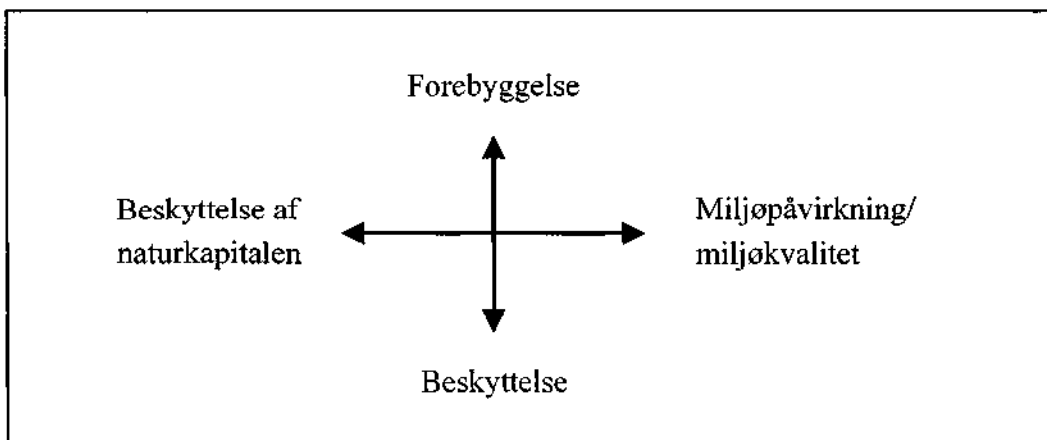 Forebyggelse
Beskyttelse af
naturkapitalen
Miljøpåvirkning/
miljøkvalitet
Beskyttelse